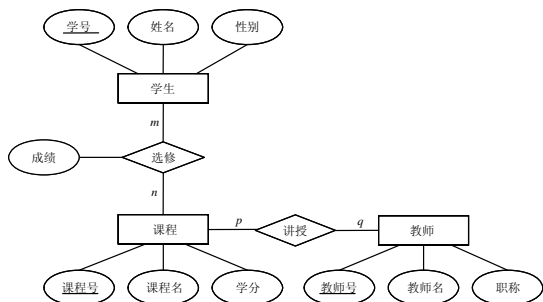 学号 姓名 性别
学生
m
成绩 选修
n
课程 p 讲授 q 教师
课程号 课程名 学分 教师号 教师名 职称